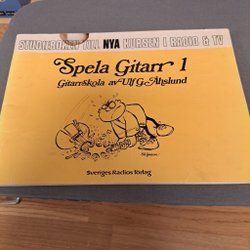 STUDIEBOKEN TILL NYA KURSEN I RADIO & TV
Spela Gitarr 1
Gitarrskola av Ulf G. Åhslund
Sveriges Radios förlag